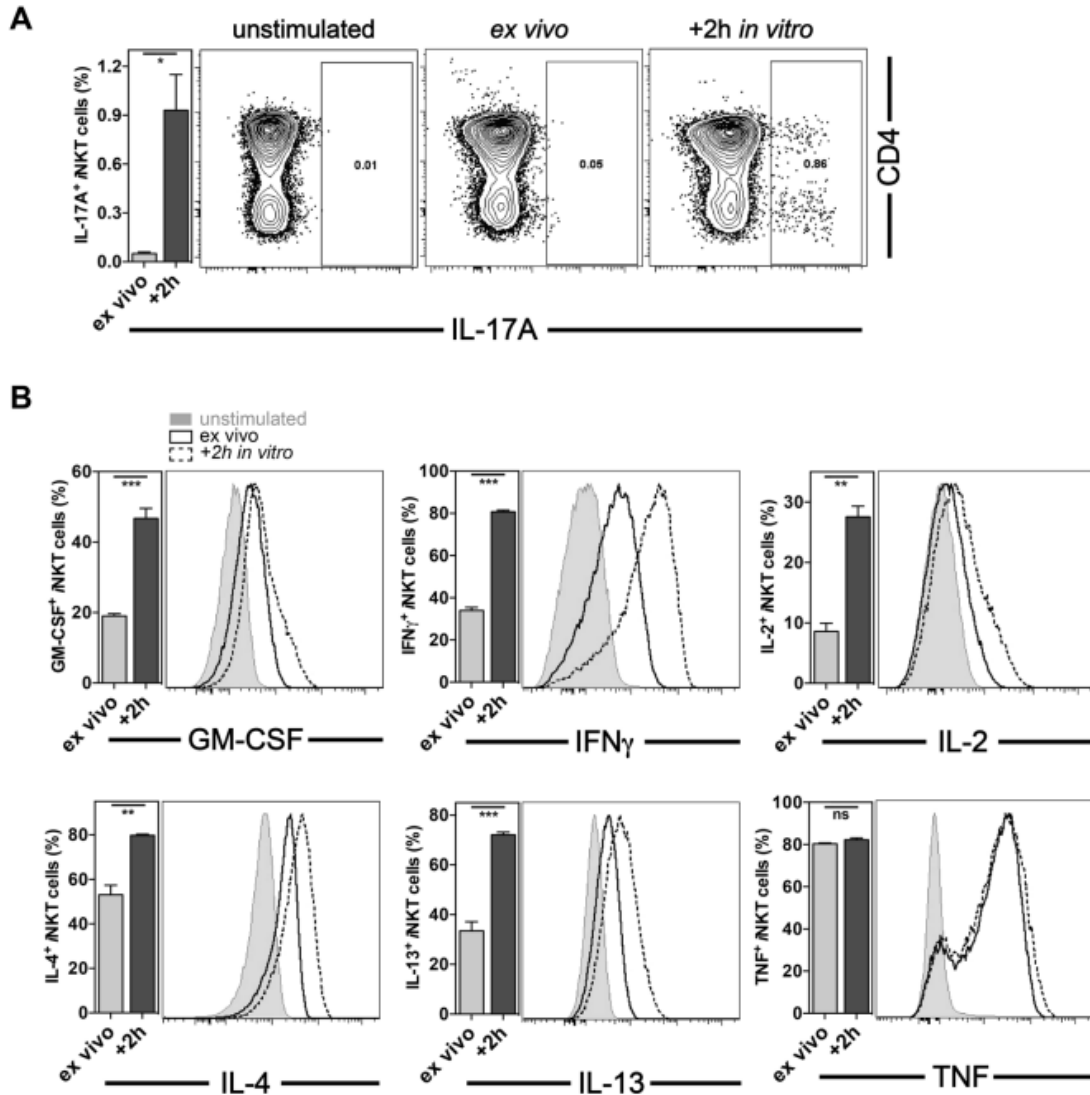 A
unstimulated
ex vivo
+2h in vitro
IL-17A⁺ iNKT cells (%)
1.2
0.9
0.6
0.3
0.0
*
ex vivo
+2h
0.01
0.05
0.86
CD4
IL-17A
B
unstimulated
ex vivo
+2h in vitro
GM-CSF⁺ iNKT cells (%)
60
40
20
0
***
ex vivo
+2h
GM-CSF
IFNγ⁺ iNKT cells (%)
100
80
60
40
20
0
***
ex vivo
+2h
IFNγ
IL-2⁺ iNKT cells (%)
30
20
10
0
**
ex vivo
+2h
IL-2
IL-4⁺ iNKT cells (%)
80
60
40
20
0
**
ex vivo
+2h
IL-4
IL-13⁺ iNKT cells (%)
80
60
40
20
0
***
ex vivo
+2h
IL-13
TNF⁺ iNKT cells (%)
100
80
60
40
20
0
ns
ex vivo
+2h
TNF